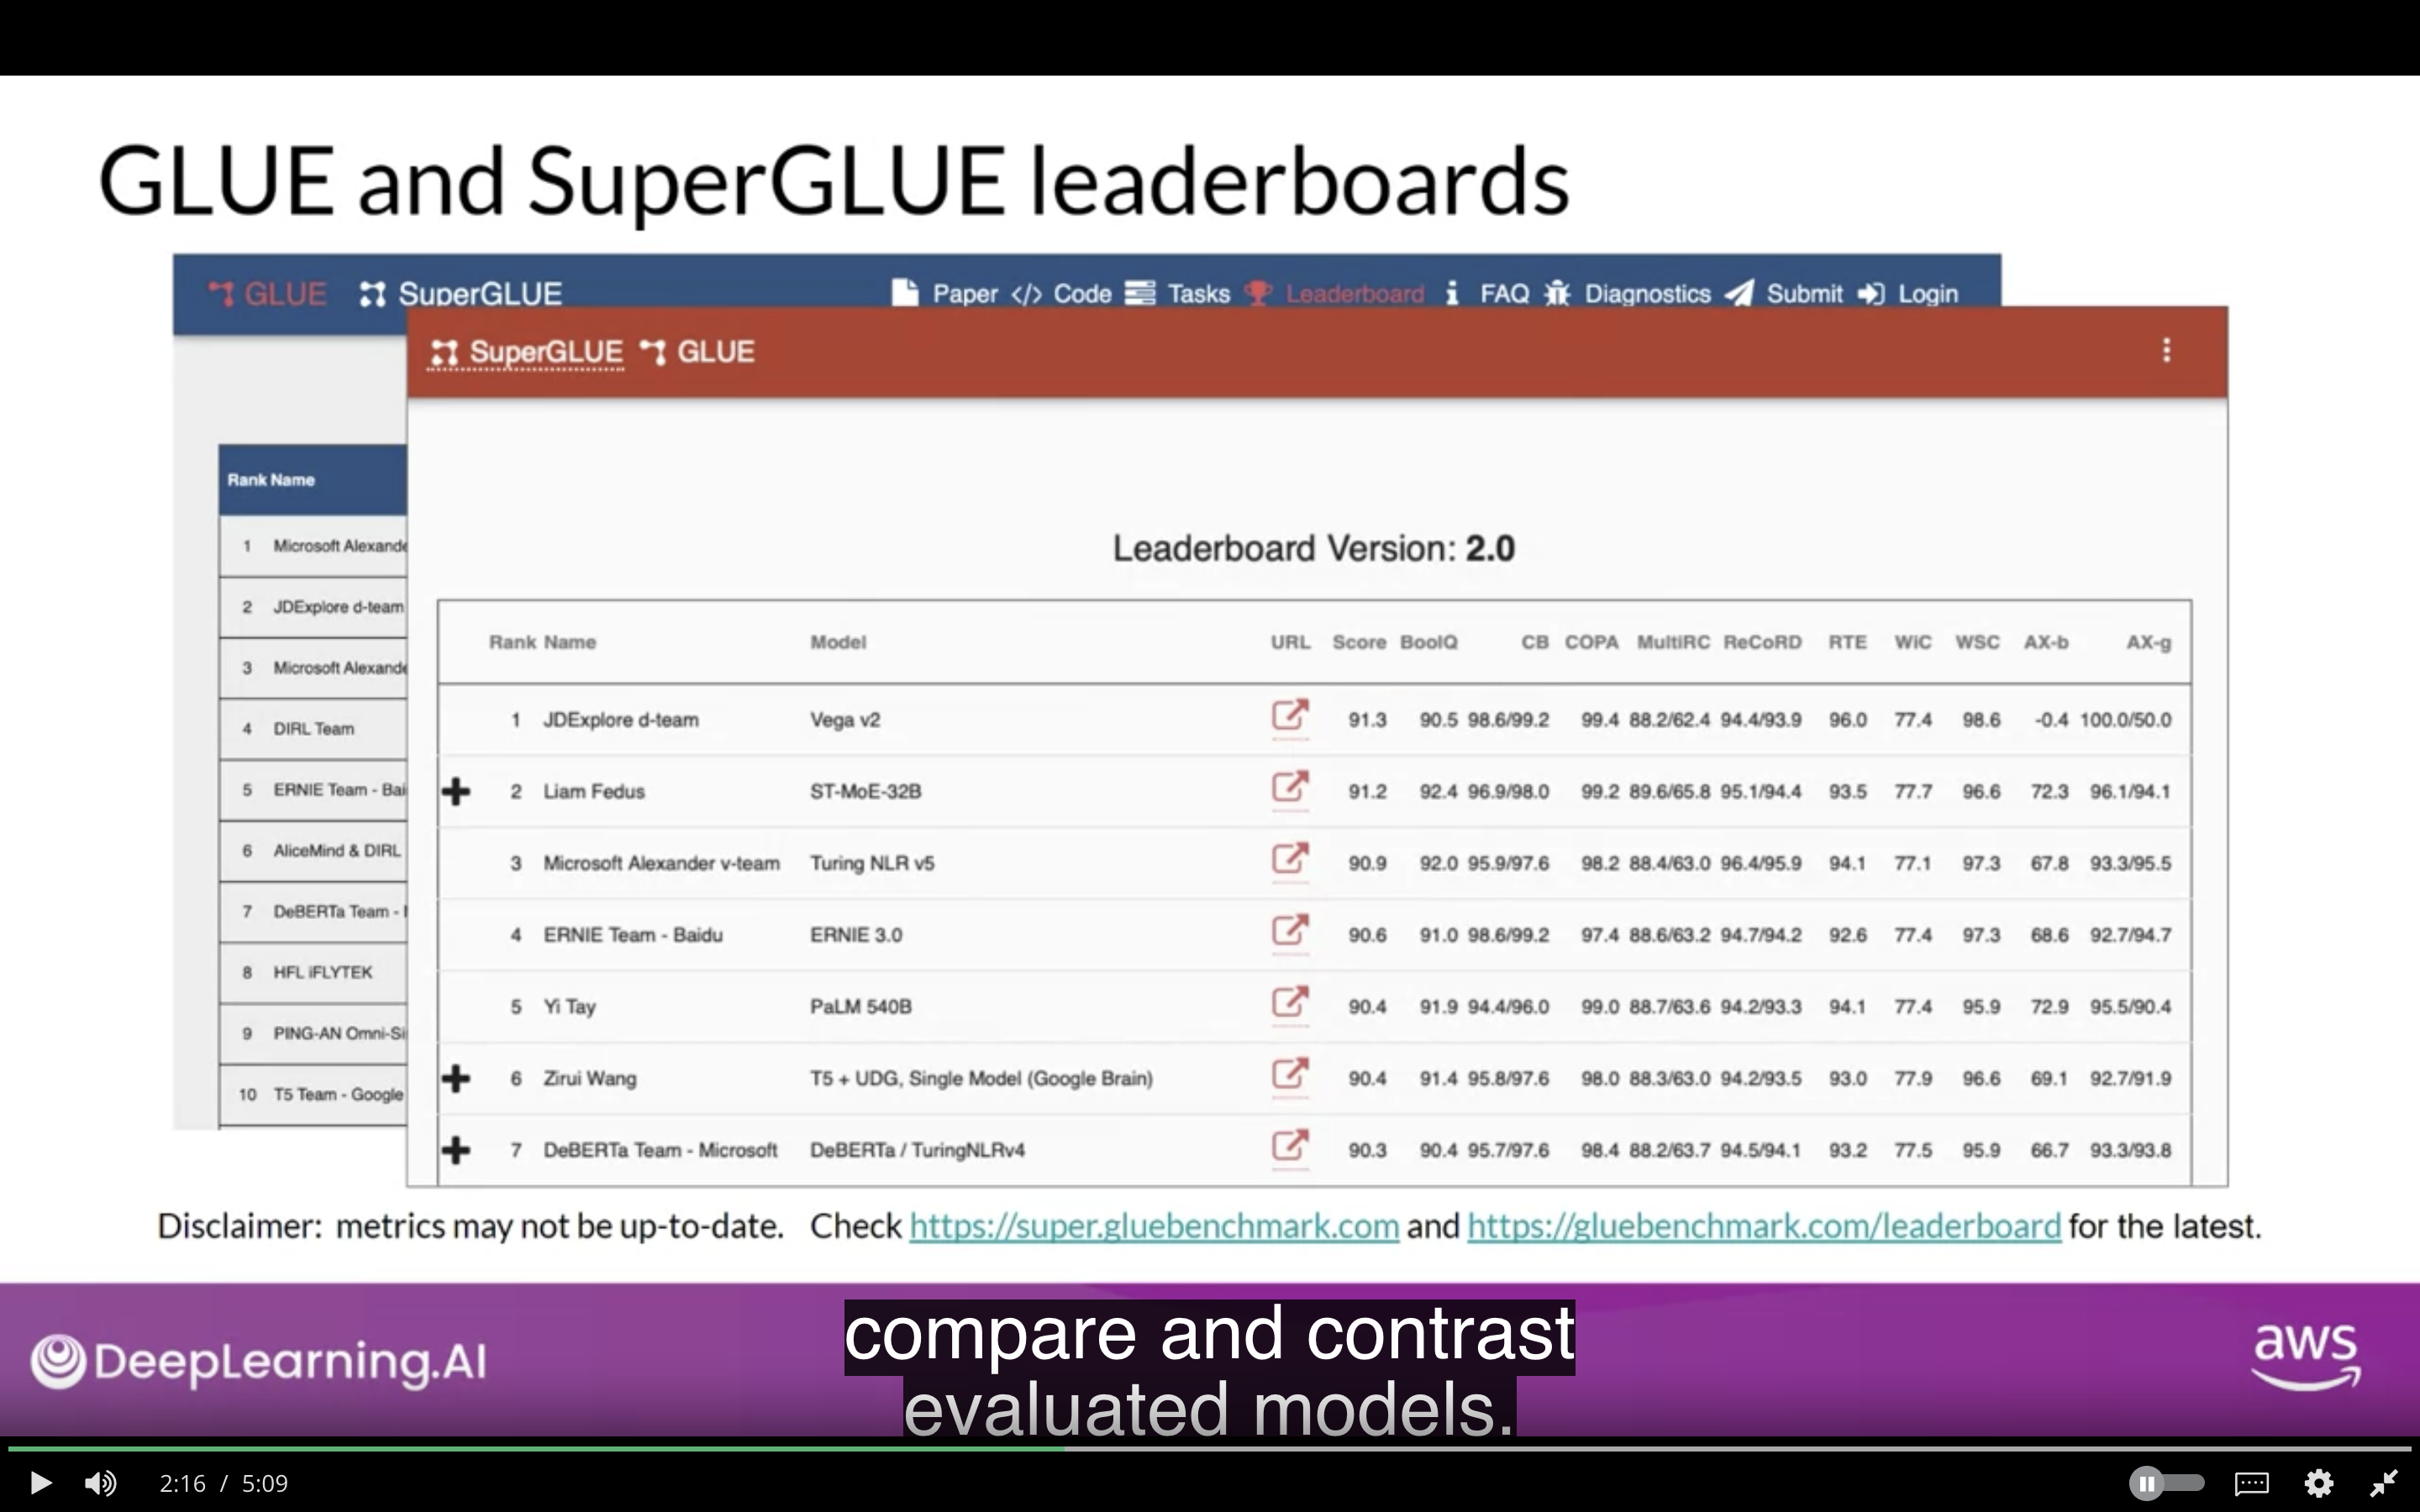 GLUE and SuperGLUE leaderboards
GLUE SuperGLUE Paper </> Code Tasks Leaderboard FAQ Diagnostics Submit Login
SuperGLUE GLUE
Rank Name
1 Microsoft Alexande
2 JDExplore d-team
3 Microsoft Alexande
4 DIRL Team
5 ERNIE Team - Bai
6 AliceMind & DIRL
7 DeBERTa Team -
8 HFL iFLYTEK
9 PING-AN Omni-Si
10 T5 Team - Google
Leaderboard Version: 2.0
Rank Name Model URL Score BoolQ CB COPA MultiRC ReCoRD RTE WiC WSC AX-b AX-g
1 JDExplore d-team Vega v2 91.3 90.5 98.6/99.2 99.4 88.2/62.4 94.4/93.9 96.0 77.4 98.6 -0.4 100.0/50.0
2 Liam Fedus ST-MoE-32B 91.2 92.4 96.9/98.0 99.2 89.6/65.8 95.1/94.4 93.5 77.7 96.6 72.3 96.1/94.1
3 Microsoft Alexander v-team Turing NLR v5 90.9 92.0 95.9/97.6 98.2 88.4/63.0 96.4/95.9 94.1 77.1 97.3 67.8 93.3/95.5
4 ERNIE Team - Baidu ERNIE 3.0 90.6 91.0 98.6/99.2 97.4 88.6/63.2 94.7/94.2 92.6 77.4 97.3 68.6 92.7/94.7
5 Yi Tay PaLM 540B 90.4 91.9 94.4/96.0 99.0 88.7/63.6 94.2/93.3 94.1 77.4 95.9 72.9 95.5/90.4
6 Zirui Wang T5 + UDG, Single Model (Google Brain) 90.4 91.4 95.8/97.6 98.0 88.3/63.0 94.2/93.5 93.0 77.9 96.6 69.1 92.7/91.9
7 DeBERTa Team - Microsoft DeBERTa / TuringNLRv4 90.3 90.4 95.7/97.6 98.4 88.2/63.7 94.5/94.1 93.2 77.5 95.9 66.7 93.3/93.8
Disclaimer: metrics may not be up-to-date. Check https://super.gluebenchmark.com and https://gluebenchmark.com/leaderboard for the latest.
DeepLearning.AI
compare and contrast
evaluated models.
aws
2:16 / 5:09